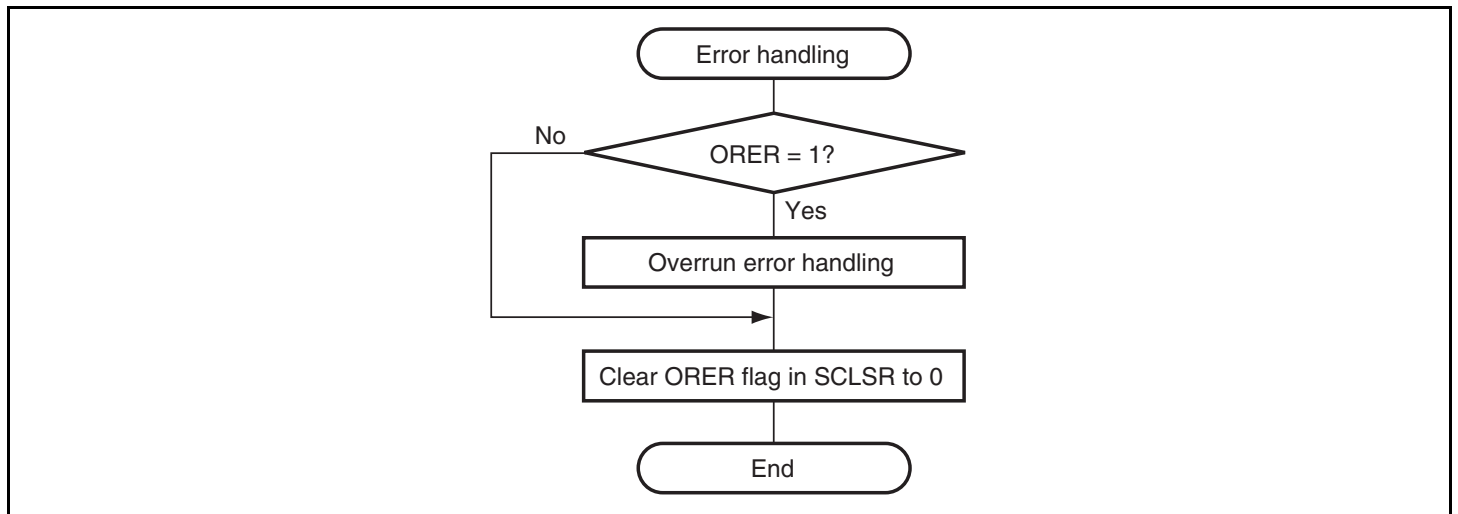 Error handling
No
ORER = 1?
Yes
Overrun error handling
Clear ORER flag in SCLSR to 0
End